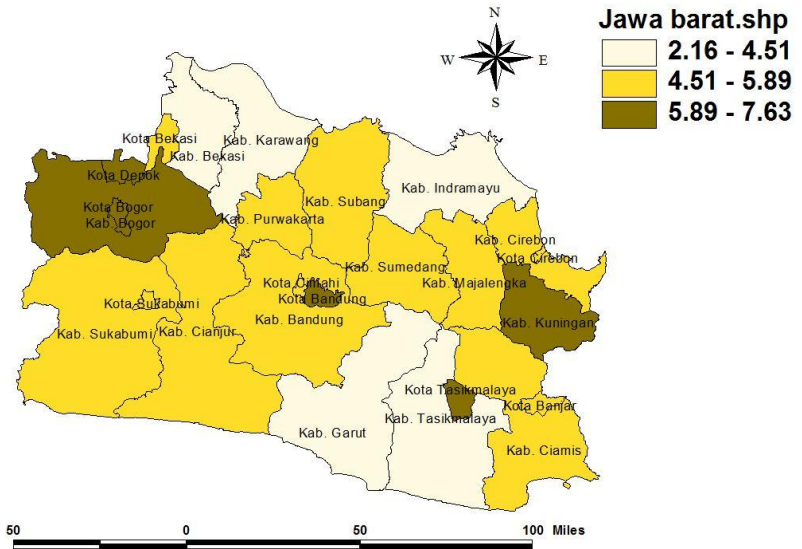 Jawa barat.shp
2.16 - 4.51
4.51 - 5.89
5.89 - 7.63
N
W E
S
Kota Bekasi
Kab. Karawang
Kab. Bekasi
Kota Depok
Kab. Indramayu
Kab. Subang
Kota Bogor
Kab. Bogor
Kab. Purwakarta
Kab. Cirebon
Kota Cirebon
Kab. Sumedang
Kota Cimahi
Kab. Majalengka
Kota Bandung
Kota Sukabumi
Kab. Bandung
Kab. Kuningan
Kab. Sukabumi
Kab. Cianjur
Kota Tasikmalaya
Kota Banjar
Kab. Tasikmalaya
Kab. Garut
Kab. Ciamis
50 0 50 100 Miles